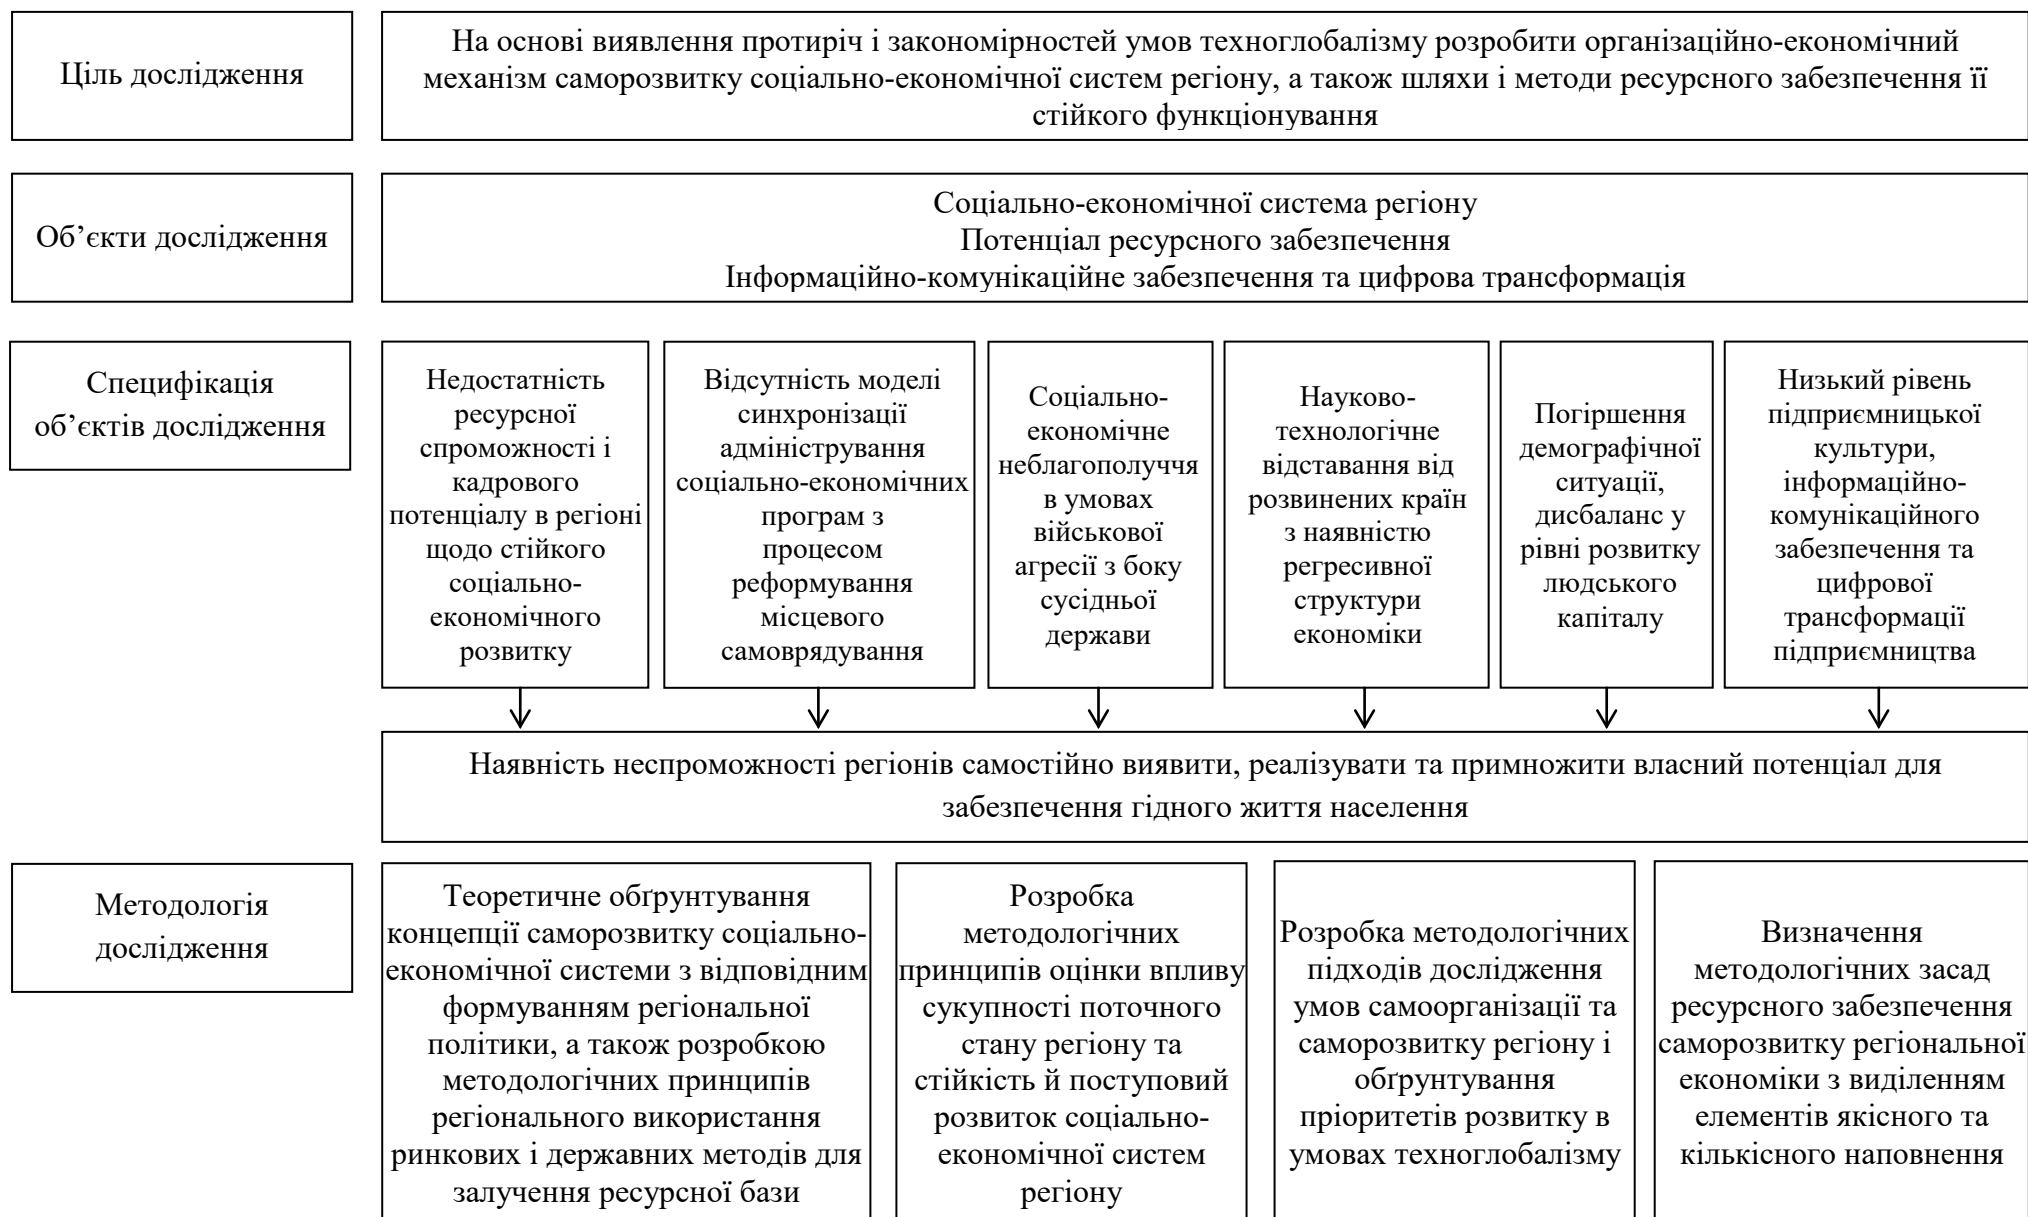 Ціль дослідження
На основі виявлення протиріч і закономірностей умов техноглобалізму розробити організаційно-економічний
механізм саморозвитку соціально-економічної систем регіону, а також шляхи і методи ресурсного забезпечення її
стійкого функціонування
Об’єкти дослідження
Соціально-економічної система регіону
Потенціал ресурсного забезпечення
Інформаційно-комунікаційне забезпечення та цифрова трансформація
Специфікація
об’єктів дослідження
Недостатність
ресурсної
спроможності і
кадрового
потенціалу в регіоні
щодо стійкого
соціально-
економічного
розвитку
Відсутність моделі
синхронізації
адміністрування
соціально-економічних
програм з
процесом
реформування
місцевого
самоврядування
Соціально-
економічне
неблагополуччя
в умовах
військової
агресії з боку
сусідньої
держави
Науково-
технологічне
відставання від
розвинених країн
з наявністю
регресивної
структури
економіки
Погіршення
демографічної
ситуації,
дисбаланс у
рівні розвитку
людського
капіталу
Низький рівень
підприємницької
культури,
інформаційно-
комунікаційного
забезпечення та
цифрової
трансформації
підприємництва
Наявність неспроможності регіонів самостійно виявити, реалізувати та примножити власний потенціал для
забезпечення гідного життя населення
Методологія
дослідження
Теоретичне обґрунтування
концепції саморозвитку соціально-
економічної системи з відповідним
формуванням регіональної
політики, а також розробкою
методологічних принципів
регіонального використання
ринкових і державних методів для
залучення ресурсної бази
Розробка
методологічних
принципів оцінки впливу
сукупності поточного
стану регіону та
стійкість й поступовий
розвиток соціально-
економічної систем
регіону
Розробка методологічних
підходів дослідження
умов самоорганізації та
саморозвитку регіону і
обґрунтування
пріоритетів розвитку в
умовах техноглобалізму
Визначення
методологічних засад
ресурсного забезпечення
саморозвитку регіональної
економіки з виділенням
елементів якісного та
кількісного наповнення